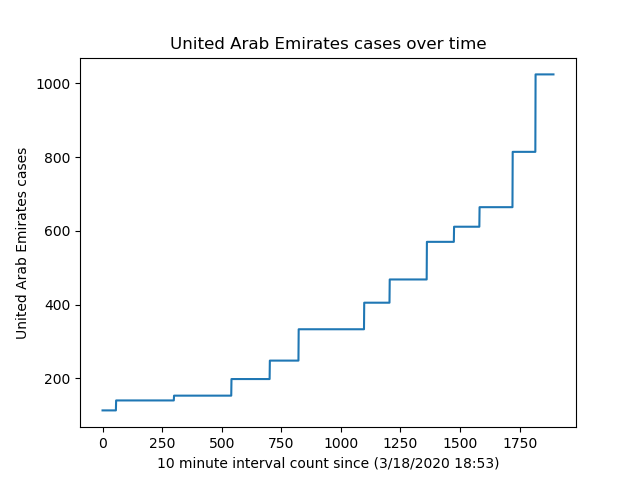 United Arab Emirates cases over time
United Arab Emirates cases
1000
800
600
400
200
0 250 500 750 1000 1250 1500 1750
10 minute interval count since (3/18/2020 18:53)